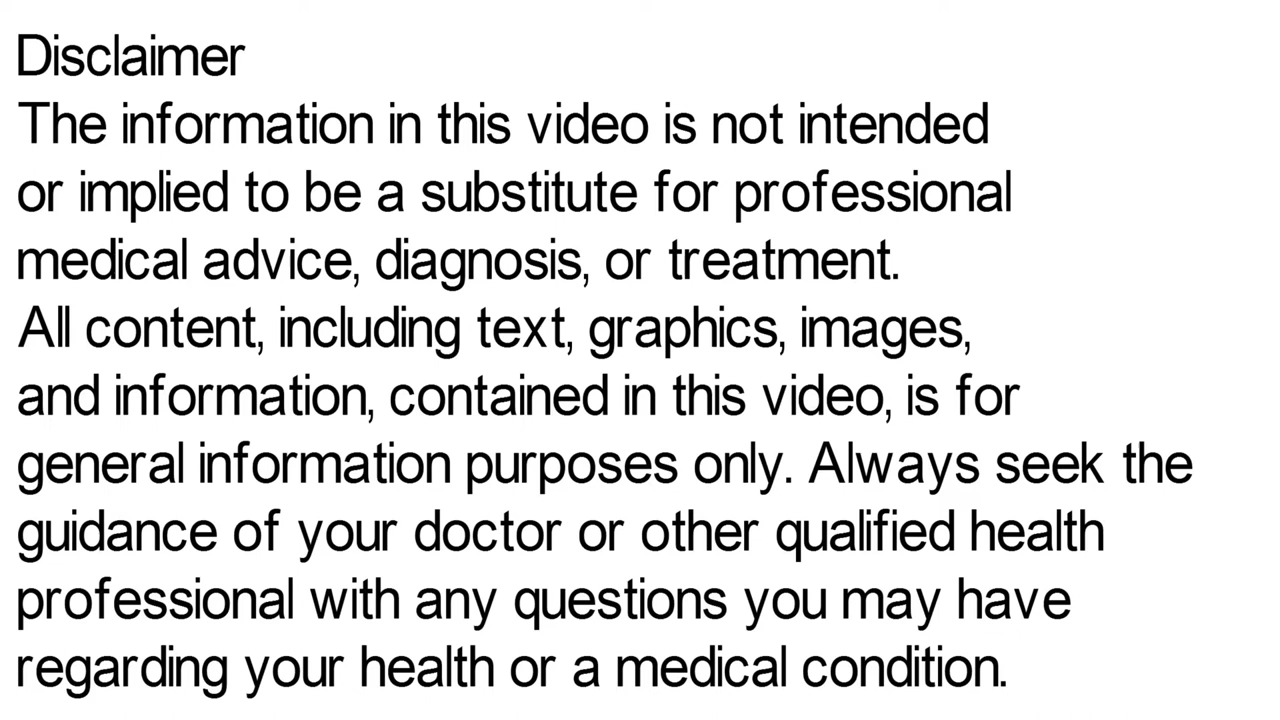 Disclaimer
The information in this video is not intended
or implied to be a substitute for professional
medical advice, diagnosis, or treatment.
All content, including text, graphics, images,
and information, contained in this video, is for
general information purposes only. Always seek the
guidance of your doctor or other qualified health
professional with any questions you may have
regarding your health or a medical condition.